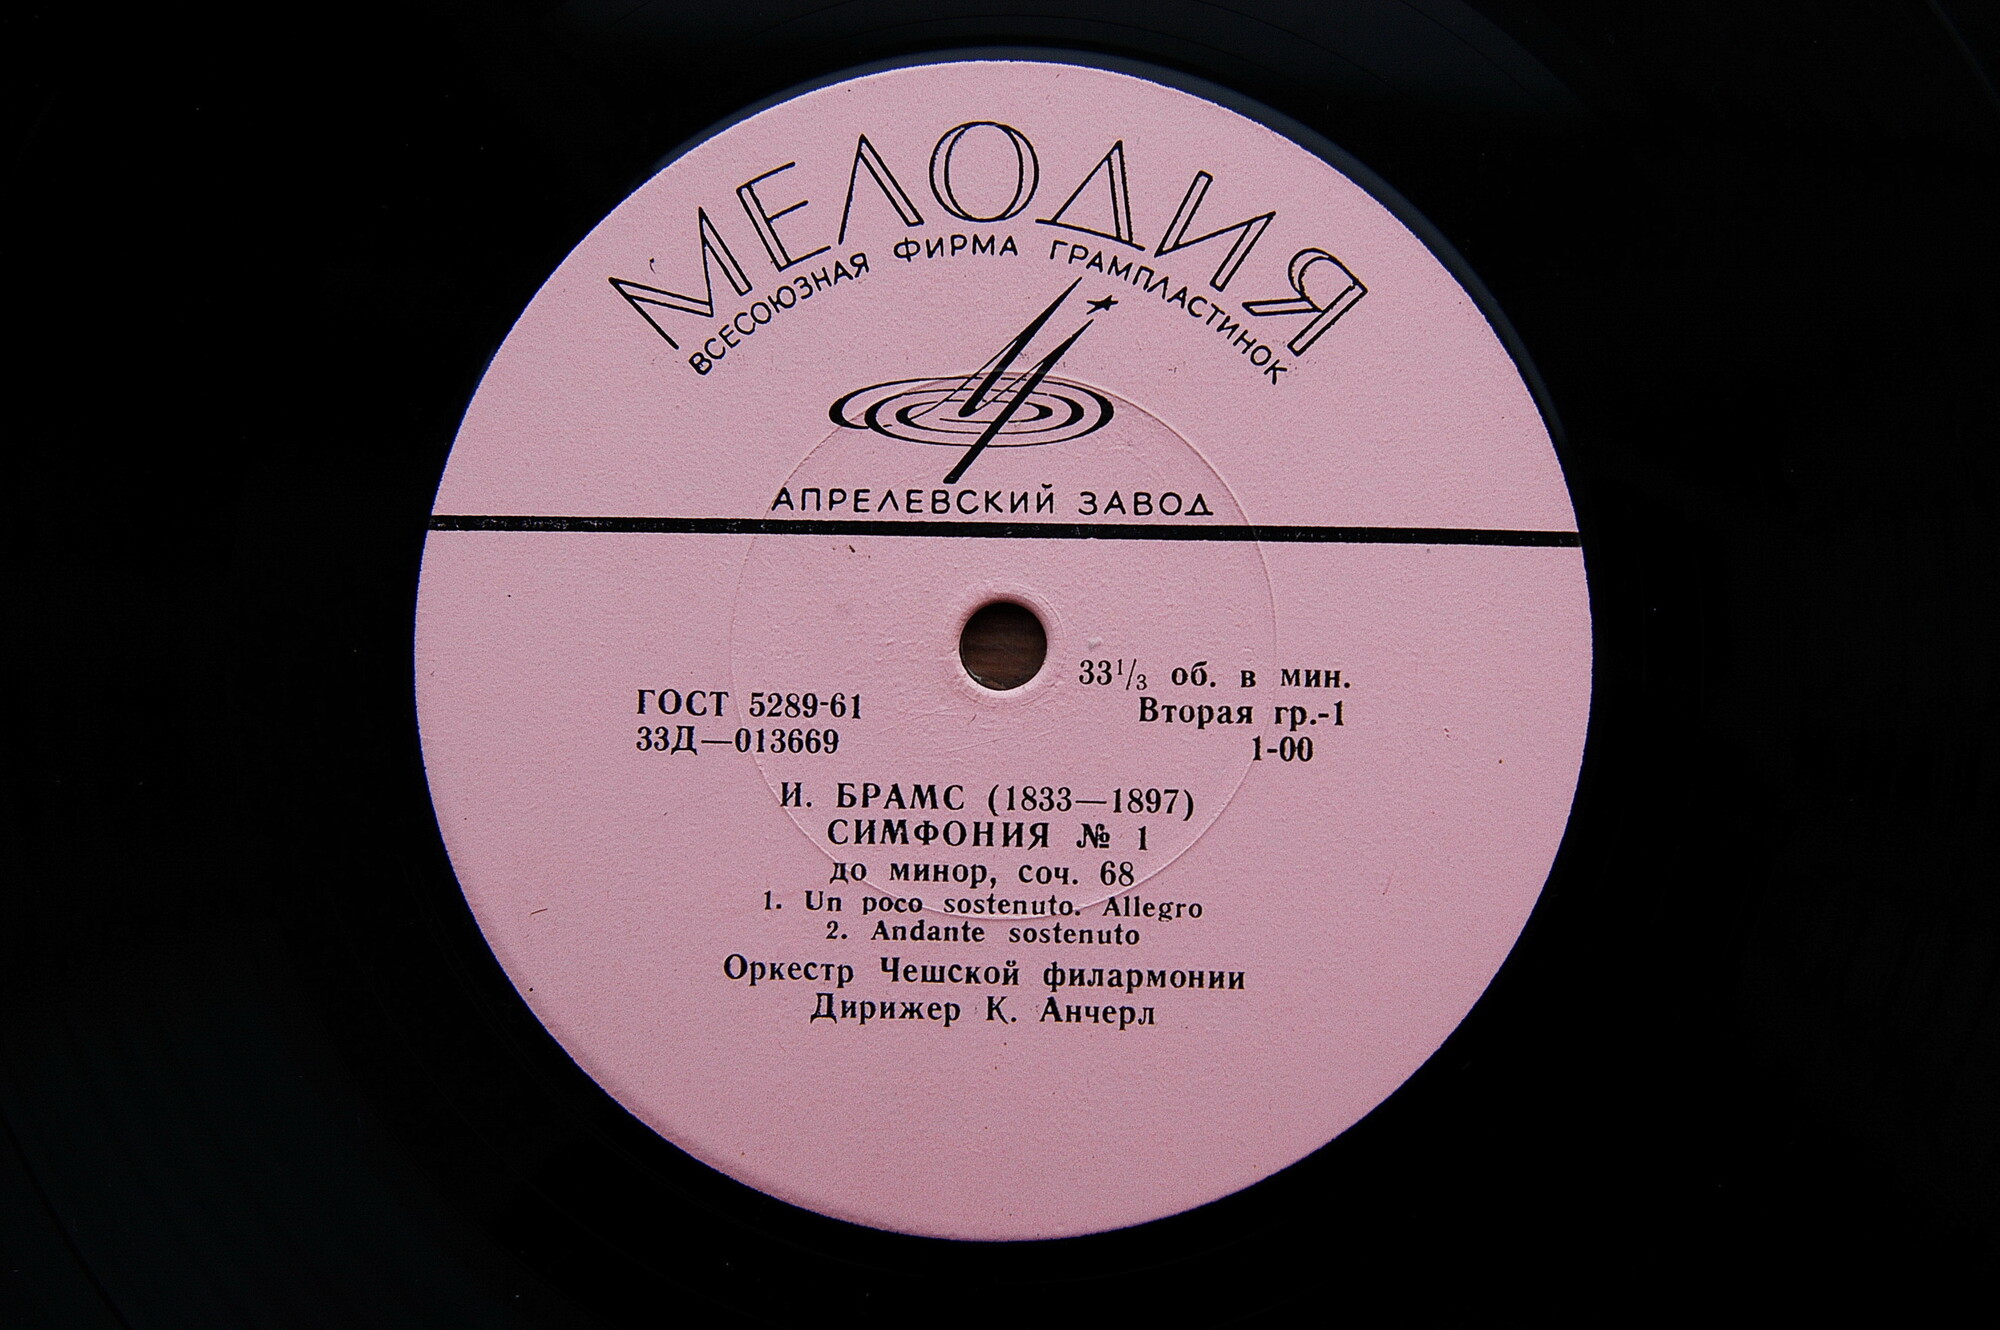 МЕЛОДИЯ
ВСЕСОЮЗНАЯ ФИРМА ГРАМПЛАСТИНОК
АПРЕЛЕВСКИЙ ЗАВОД
33¹/₃ об. в мин.
ГОСТ 5289-61
Вторая гр.-1
33Д—013669
1-00
И. БРАМС (1833—1897)
СИМФОНИЯ № 1
до минор, соч. 68
1. Un poco sostenuto. Allegro
2. Andante sostenuto
Оркестр Чешской филармонии
Дирижер К. Анчерл